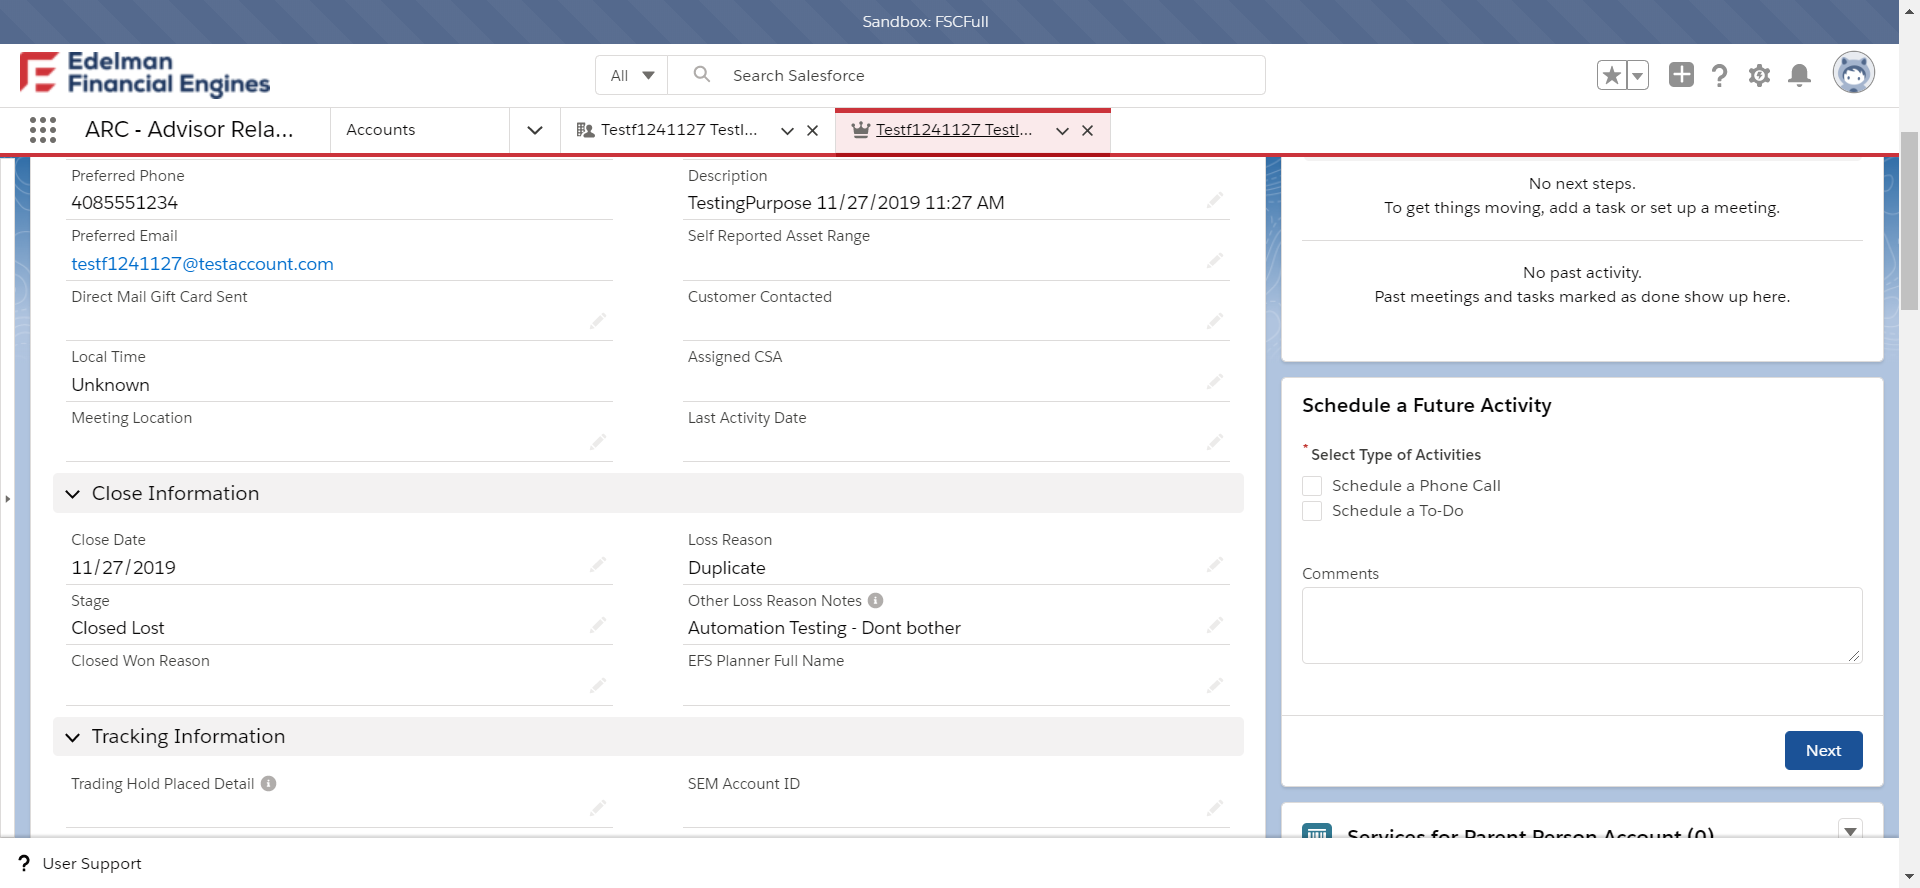 Sandbox: FSCFull
Edelman
Financial Engines
All
Search Salesforce
ARC - Advisor Rela...
Accounts
Testf1241127 Testl...
Testf1241127 Testl...
Preferred Phone
4085551234
Description
TestingPurpose 11/27/2019 11:27 AM
Preferred Email
testf1241127@testaccount.com
Self Reported Asset Range
Direct Mail Gift Card Sent
Customer Contacted
Local Time
Unknown
Assigned CSA
Meeting Location
Last Activity Date
Close Information
Close Date
11/27/2019
Loss Reason
Duplicate
Stage
Closed Lost
Other Loss Reason Notes
Automation Testing - Dont bother
Closed Won Reason
EFS Planner Full Name
Tracking Information
Trading Hold Placed Detail
SEM Account ID
No next steps.
To get things moving, add a task or set up a meeting.
No past activity.
Past meetings and tasks marked as done show up here.
Schedule a Future Activity
* Select Type of Activities
Schedule a Phone Call
Schedule a To-Do
Comments
Next
Services for Parent Person Account (0)
? User Support